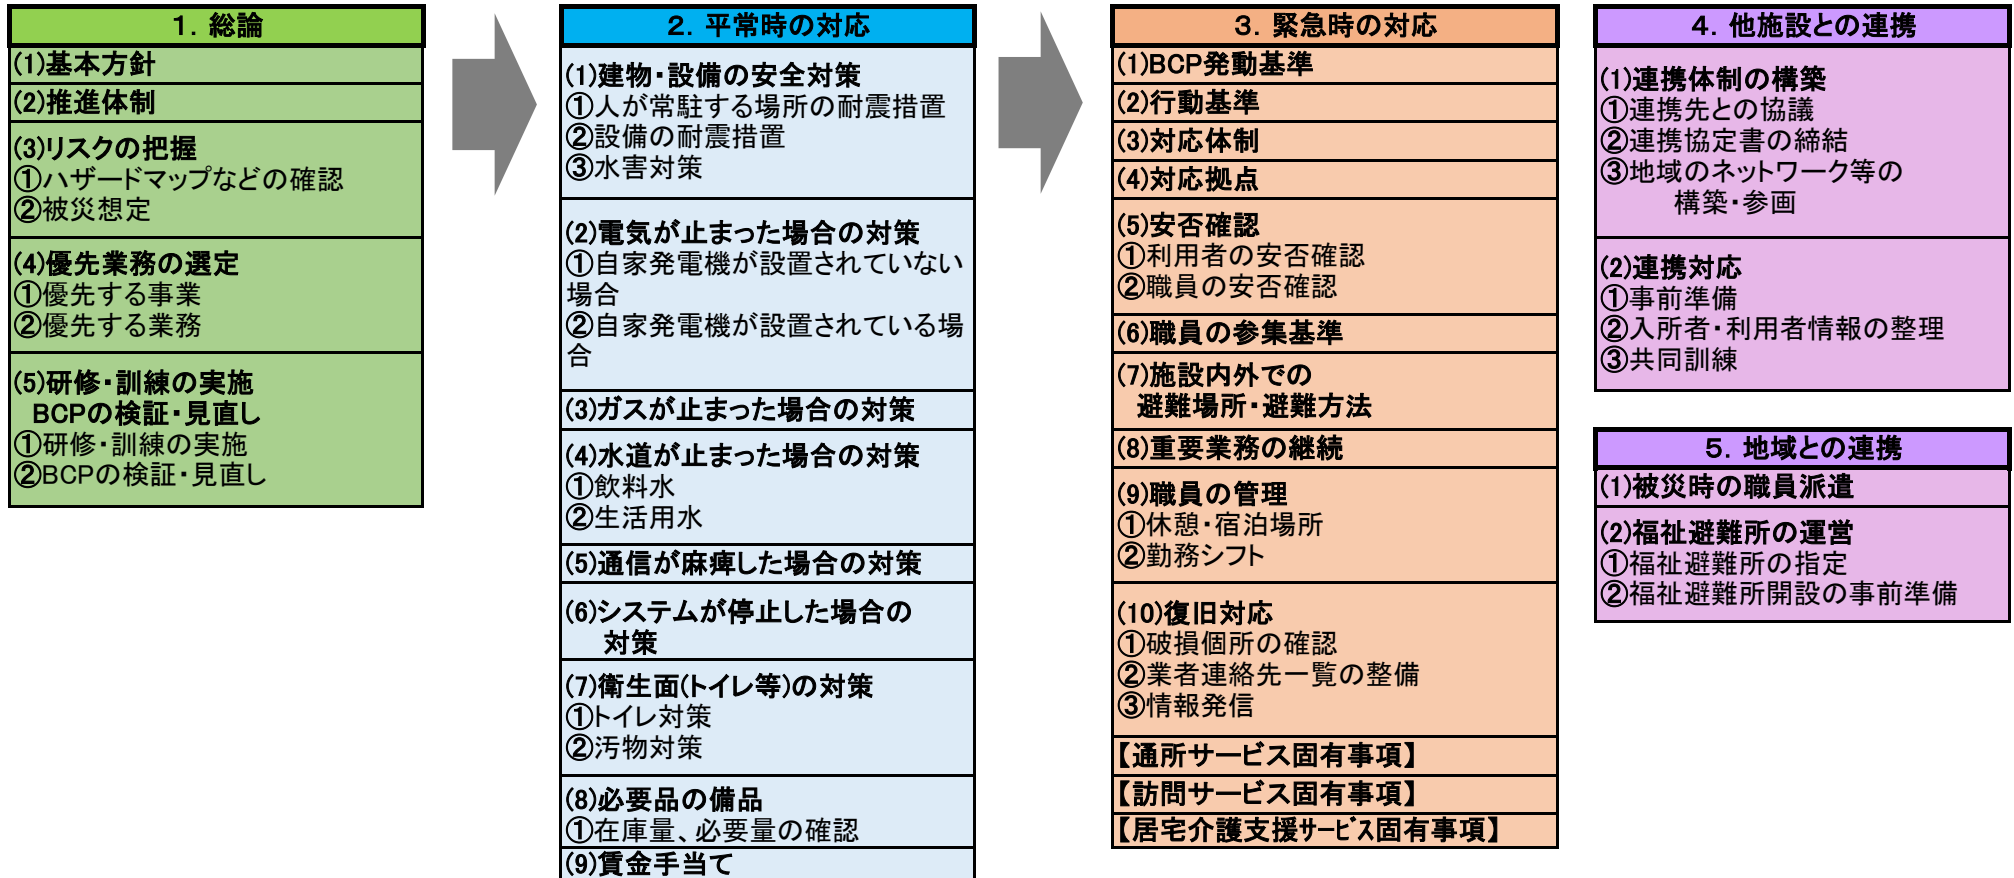 1．総論
(1)基本方針
(2)推進体制
(3)リスクの把握
①ハザードマップなどの確認
②被災想定
(4)優先業務の選定
①優先する事業
②優先する業務
(5)研修・訓練の実施
BCPの検証・見直し
①研修・訓練の実施
②BCPの検証・見直し
2．平常時の対応
(1)建物・設備の安全対策
①人が常駐する場所の耐震措置
②設備の耐震措置
③水害対策
(2)電気が止まった場合の対策
①自家発電機が設置されていない
場合
②自家発電機が設置されている場
合
(3)ガスが止まった場合の対策
(4)水道が止まった場合の対策
①飲料水
②生活用水
(5)通信が麻痺した場合の対策
(6)システムが停止した場合の
対策
(7)衛生面(トイレ等)の対策
①トイレ対策
②汚物対策
(8)必要品の備品
①在庫量、必要量の確認
(9)賃金手当て
3．緊急時の対応
(1)BCP発動基準
(2)行動基準
(3)対応体制
(4)対応拠点
(5)安否確認
①利用者の安否確認
②職員の安否確認
(6)職員の参集基準
(7)施設内外での
避難場所・避難方法
(8)重要業務の継続
(9)職員の管理
①休憩・宿泊場所
②勤務シフト
(10)復旧対応
①破損個所の確認
②業者連絡先一覧の整備
③情報発信
【通所サービス固有事項】
【訪問サービス固有事項】
【居宅介護支援ｻｰﾋﾞｽ固有事項】
4．他施設との連携
(1)連携体制の構築
①連携先との協議
②連携協定書の締結
③地域のネットワーク等の
構築・参画
(2)連携対応
①事前準備
②入所者・利用者情報の整理
③共同訓練
5．地域との連携
(1)被災時の職員派遣
(2)福祉避難所の運営
①福祉避難所の指定
②福祉避難所開設の事前準備